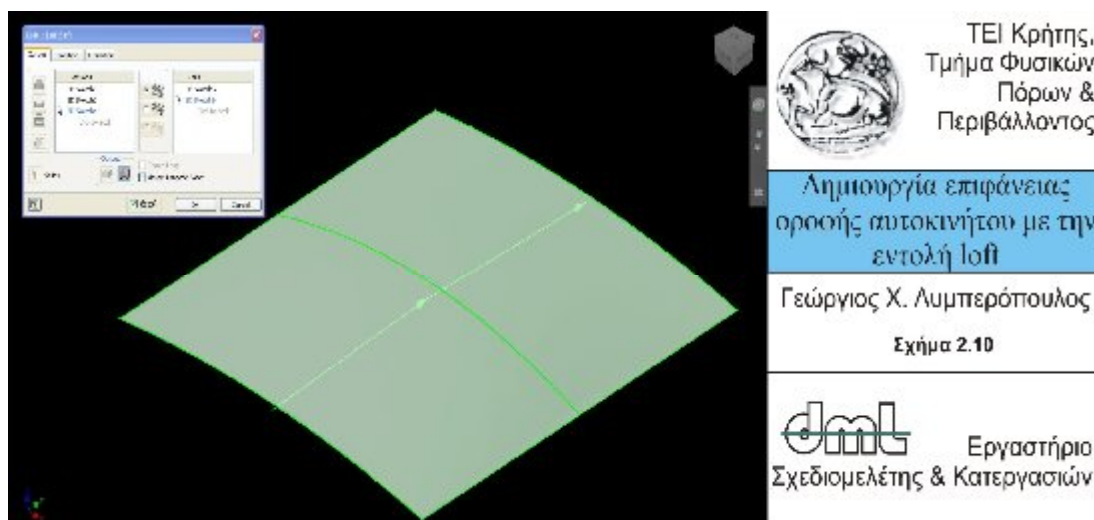 ΤΕΙ Κρήτης,
Τμήμα Φυσικών
Πόρων &
Περιβάλλοντος
Δημιουργία επιφάνειας
οροφής αυτοκινήτου με την
εντολή loft
Γεώργιος Χ. Λυμπερόπουλος
Σχήμα 2.10
dml
Εργαστήριο
Σχεδιομελέτης & Κατεργασιών